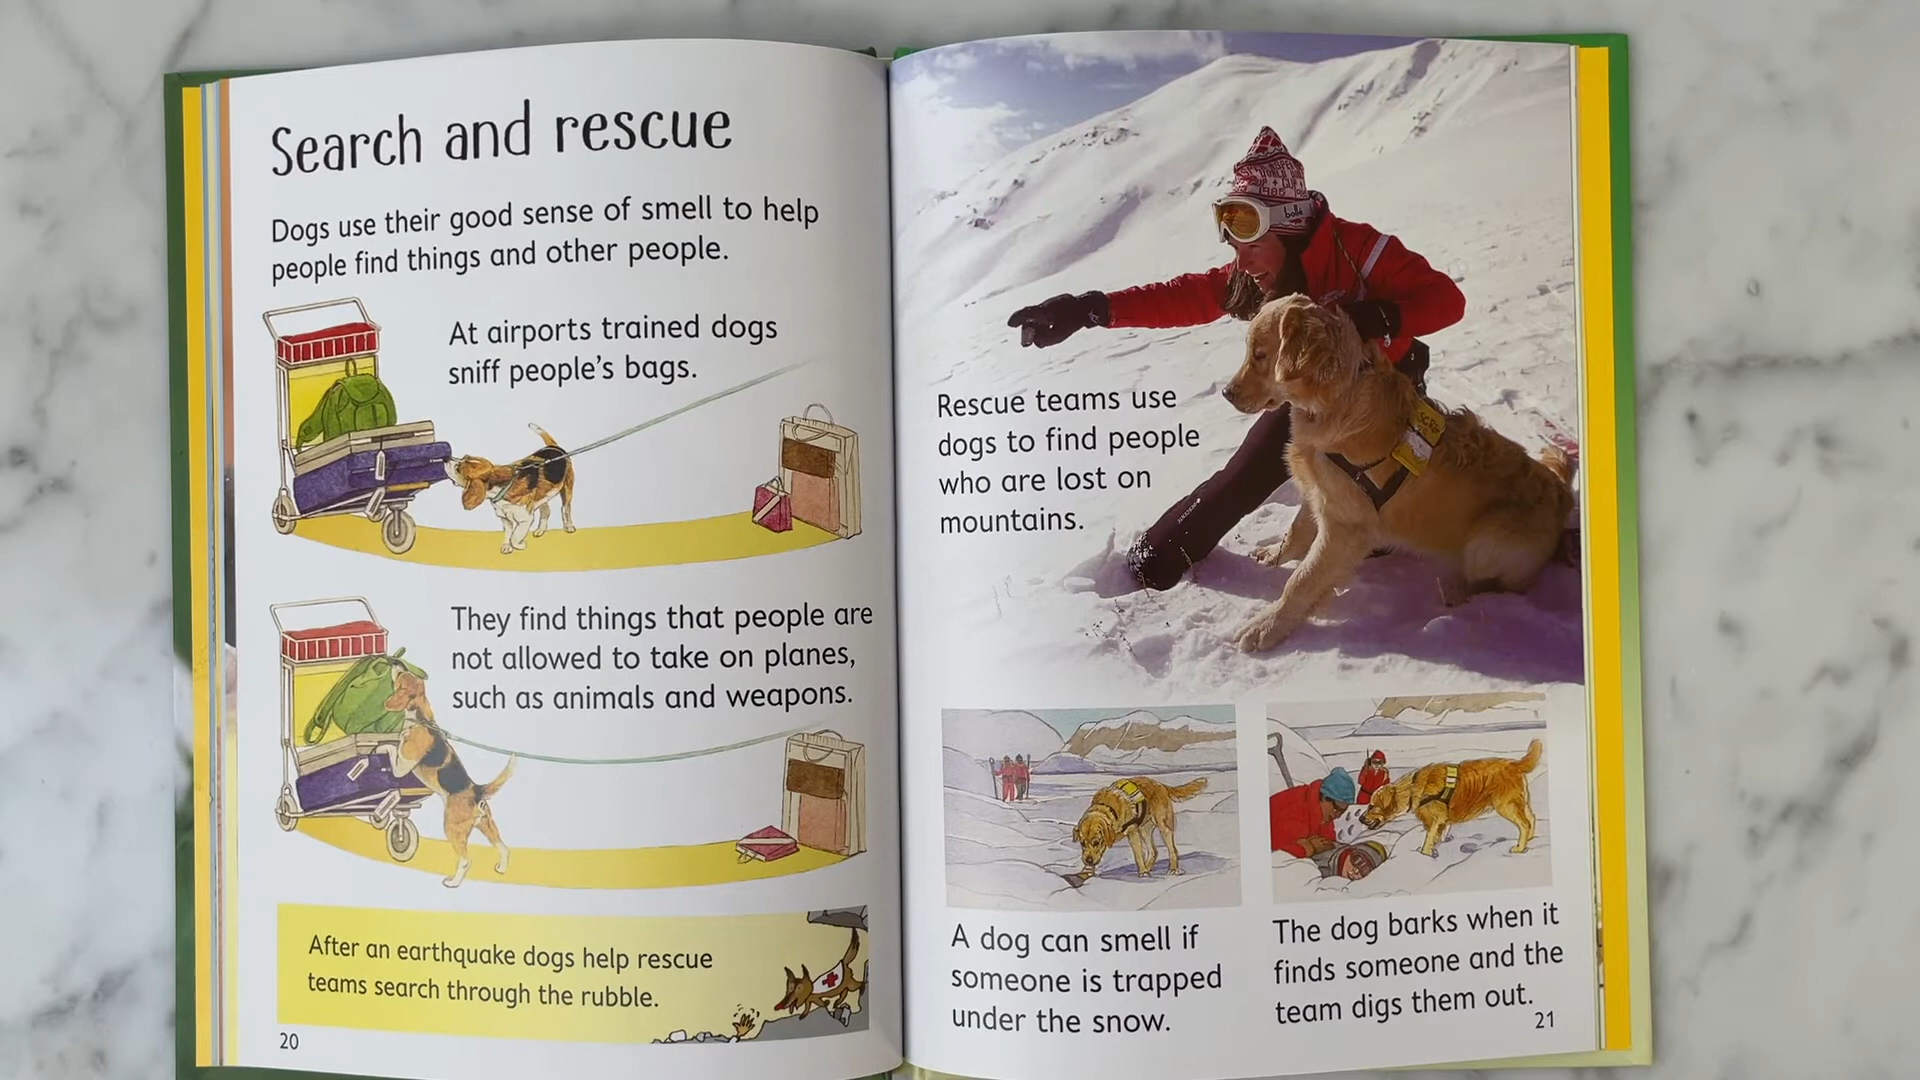 Search and rescue
Dogs use their good sense of smell to help
people find things and other people.
At airports trained dogs
sniff people's bags.
They find things that people are
not allowed to take on planes,
such as animals and weapons.
After an earthquake dogs help rescue
teams search through the rubble.
20
bollé
1985
Rescue teams use
dogs to find people
who are lost on
mountains.
A dog can smell if
someone is trapped
under the snow.
The dog barks when it
finds someone and the
team digs them out.
21